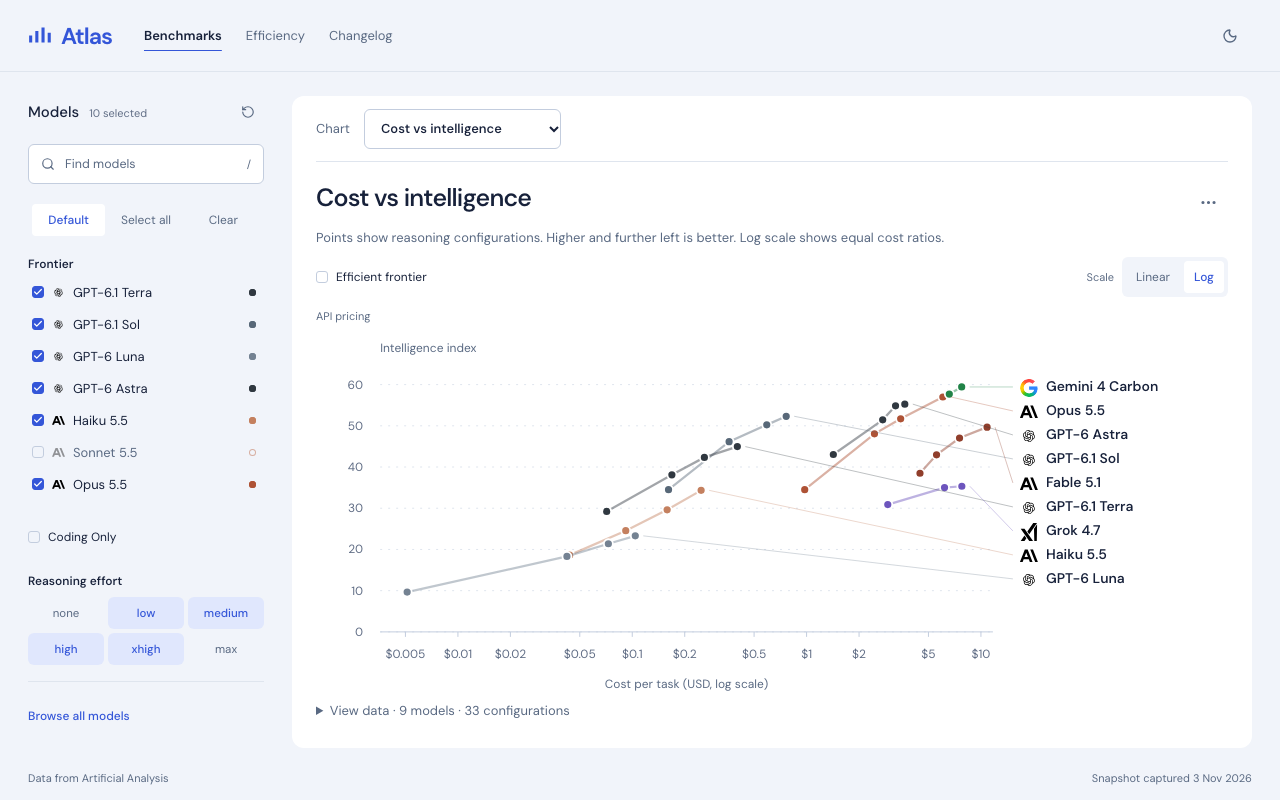 Atlas
Benchmarks
Efficiency
Changelog
Models
10 selected
Find models
/
Default
Select all
Clear
Frontier
GPT-6.1 Terra
GPT-6.1 Sol
GPT-6 Luna
GPT-6 Astra
Haiku 5.5
Sonnet 5.5
Opus 5.5
Coding Only
Reasoning effort
none
low
medium
high
xhigh
max
Browse all models
Chart
Cost vs intelligence
Cost vs intelligence
Points show reasoning configurations. Higher and further left is better. Log scale shows equal cost ratios.
Efficient frontier
Scale
Linear
Log
API pricing
Intelligence index
60
50
40
30
20
10
0
$0.005
$0.01
$0.02
$0.05
$0.1
$0.2
$0.5
$1
$2
$5
$10
Cost per task (USD, log scale)
Gemini 4 Carbon
Opus 5.5
GPT-6 Astra
GPT-6.1 Sol
Fable 5.1
GPT-6.1 Terra
Grok 4.7
Haiku 5.5
GPT-6 Luna
View data · 9 models · 33 configurations
Data from Artificial Analysis
Snapshot captured 3 Nov 2026